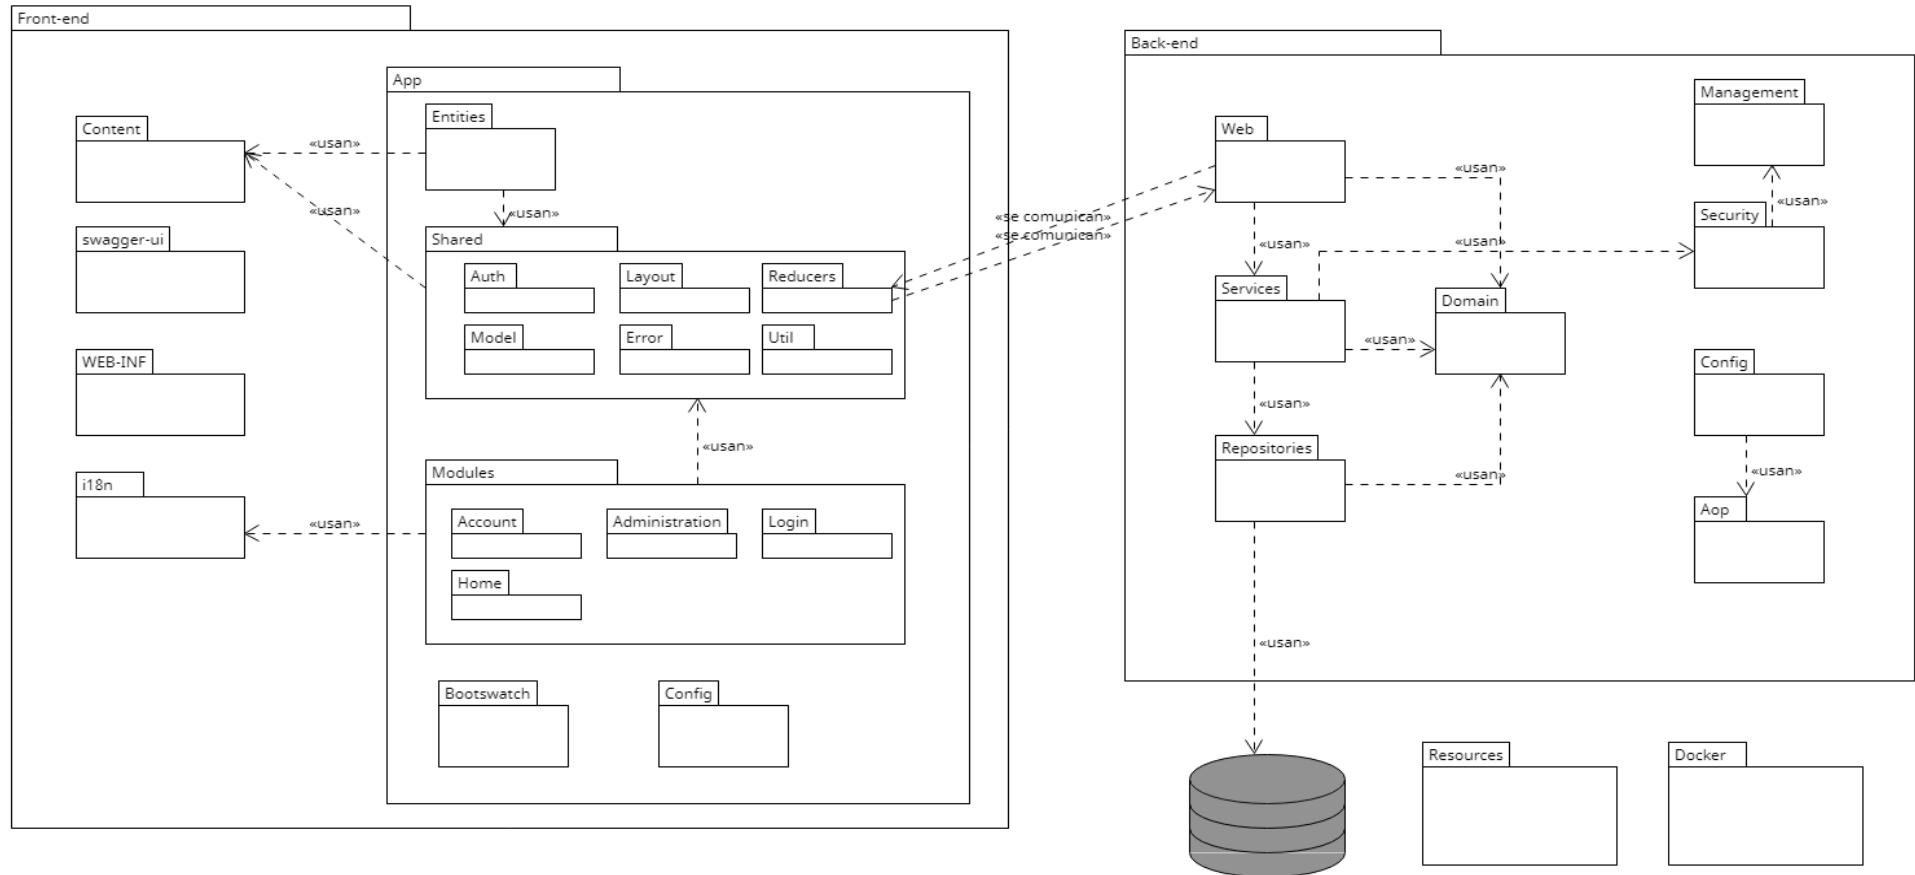 Front-end
App
Entities
Content
«usan»
«usan»
«usan»
swagger-ui
Shared
Auth
Layout
Reducers
Model
Error
Util
WEB-INF
«usan»
Modules
i18n
«usan»
Account
Administration
Login
Home
Bootswatch
Config
«se comunican»
«se comunican»
Back-end
Management
Web
«usan»
«usan»
Security
«usan»
«usan»
Services
Domain
«usan»
Config
«usan»
Repositories
«usan»
«usan»
Aop
«usan»
Resources
Docker